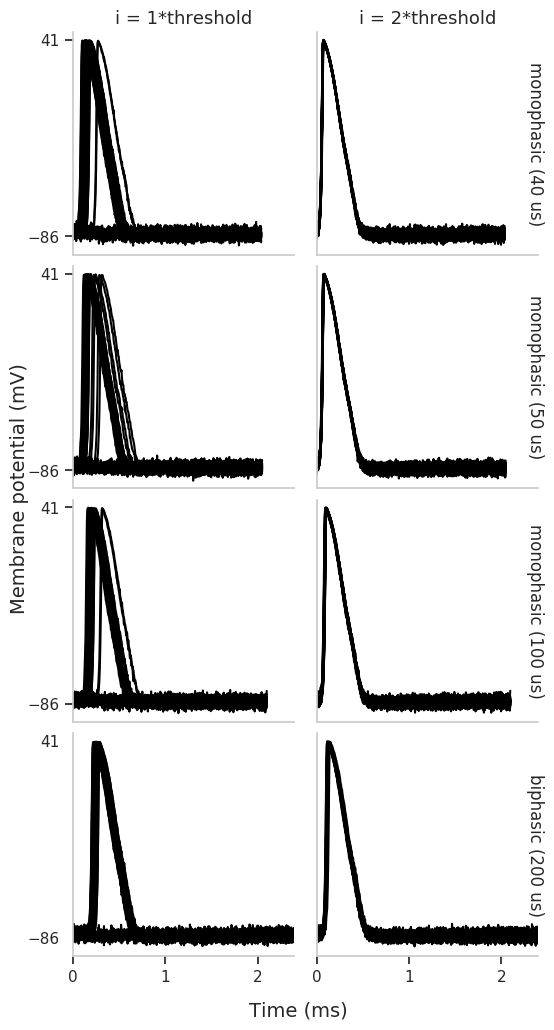 i = 1*threshold
i = 2*threshold
41
−86
monophasic (40 us)
41
−86
monophasic (50 us)
Membrane potential (mV)
41
−86
monophasic (100 us)
41
−86
biphasic (200 us)
0
1
2
0
1
2
Time (ms)